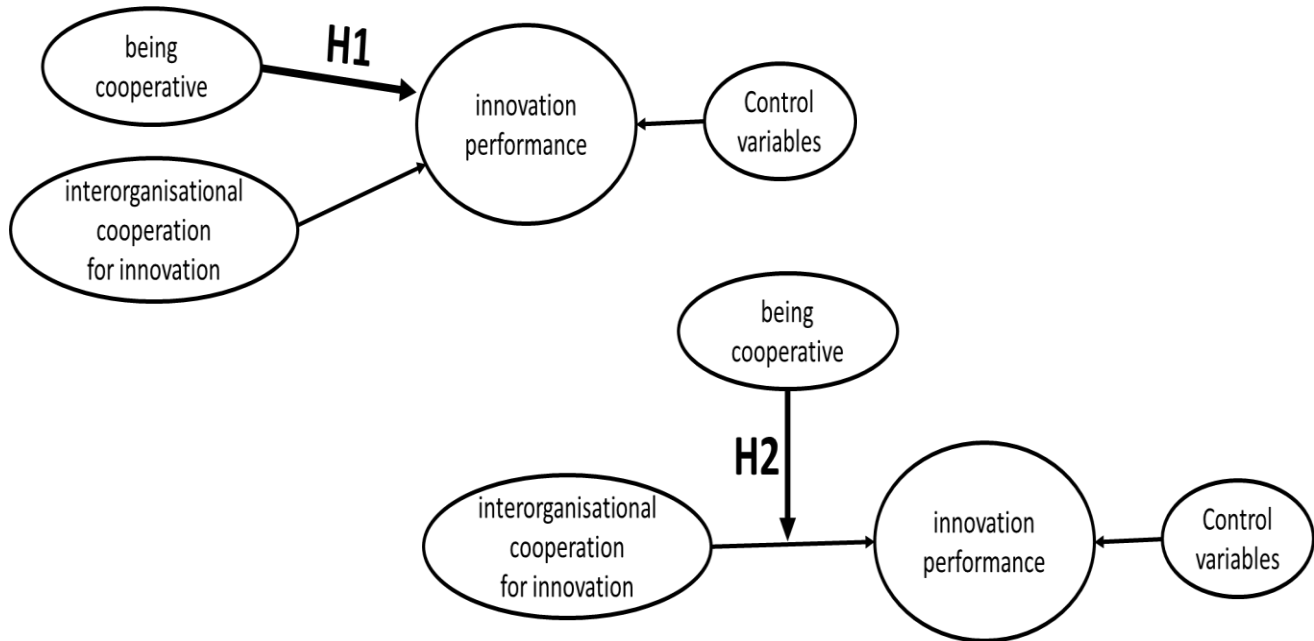 being
cooperative
H1
innovation
performance
Control
variables
interorganisational
cooperation
for innovation
being
cooperative
H2
interorganisational
cooperation
for innovation
innovation
performance
Control
variables